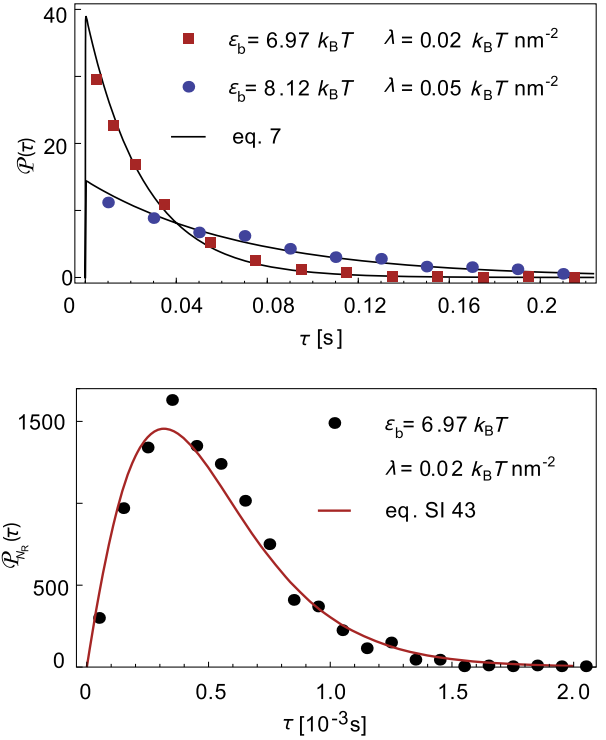 40
20
0
𝒫(τ)
ε_b = 6.97 k_BT λ = 0.02 k_BT nm⁻²
ε_b = 8.12 k_BT λ = 0.05 k_BT nm⁻²
eq. 7
0 0.04 0.08 0.12 0.16 0.2
τ [s]
1500
500
0
𝒫_{N_R}(τ)
ε_b = 6.97 k_BT
λ = 0.02 k_BT nm⁻²
eq. SI 43
0 0.5 1.0 1.5 2.0
τ [10⁻³s]